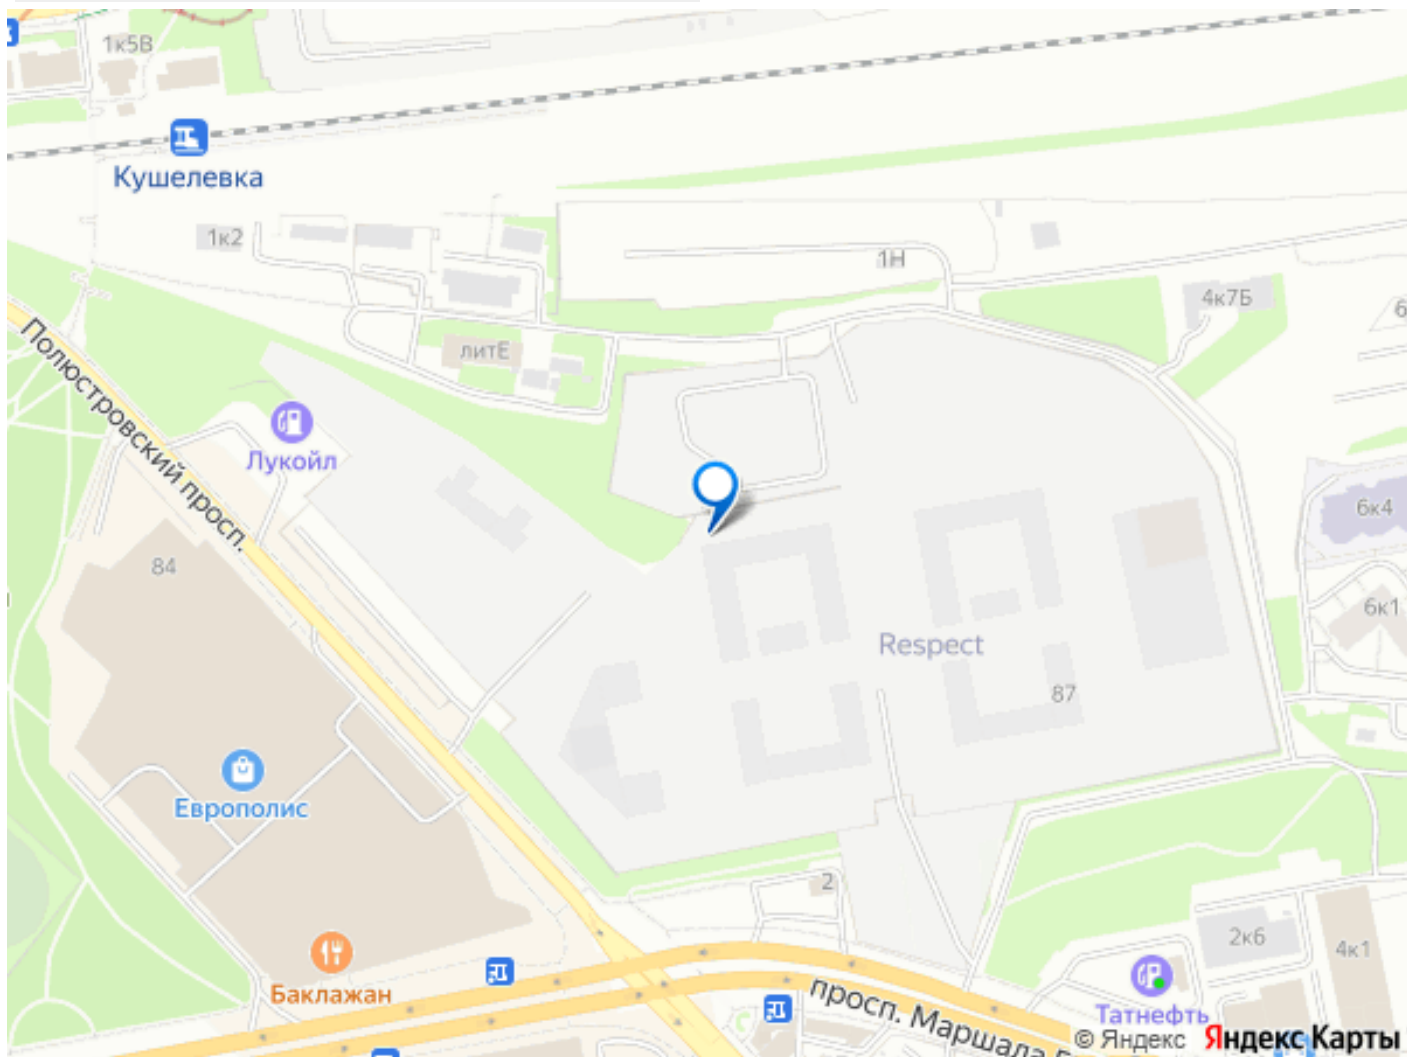 1к5В
Кушелевка
1к2
1Н
4к7Б
литЕ
Полюстровский просп.
Лукойл
6к4
84
6к1
Respect
87
Европолис
2
2к6
4к1
Баклажан
просп. Маршала
Татнефть
© Яндекс Яндекс Карты